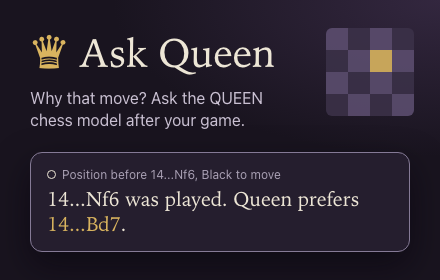 Ask Queen
Why that move? Ask the QUEEN
chess model after your game.
Position before 14...Nf6, Black to move
14...Nf6 was played. Queen prefers
14...Bd7.